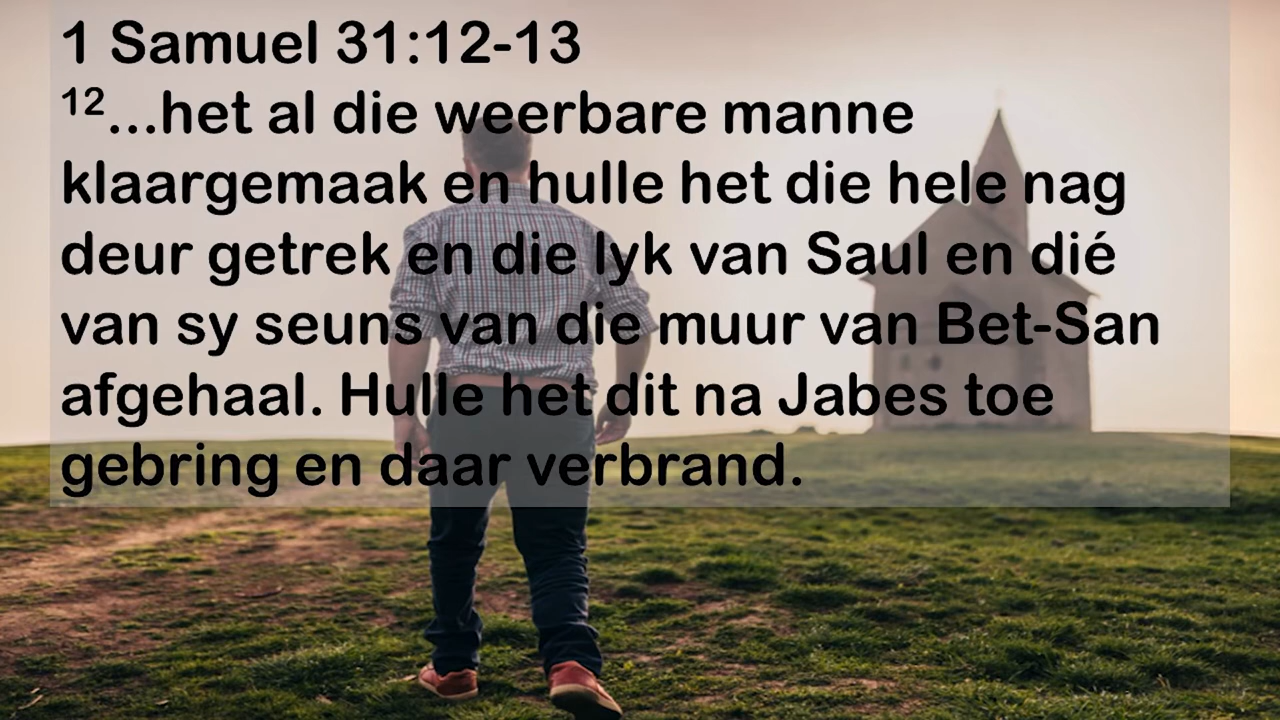 1 Samuel 31:12-13
¹²...het al die weerbare manne
klaargemaak en hulle het die hele nag
deur getrek en die lyk van Saul en dié
van sy seuns van die muur van Bet-San
afgehaal. Hulle het dit na Jabes toe
gebring en daar verbrand.